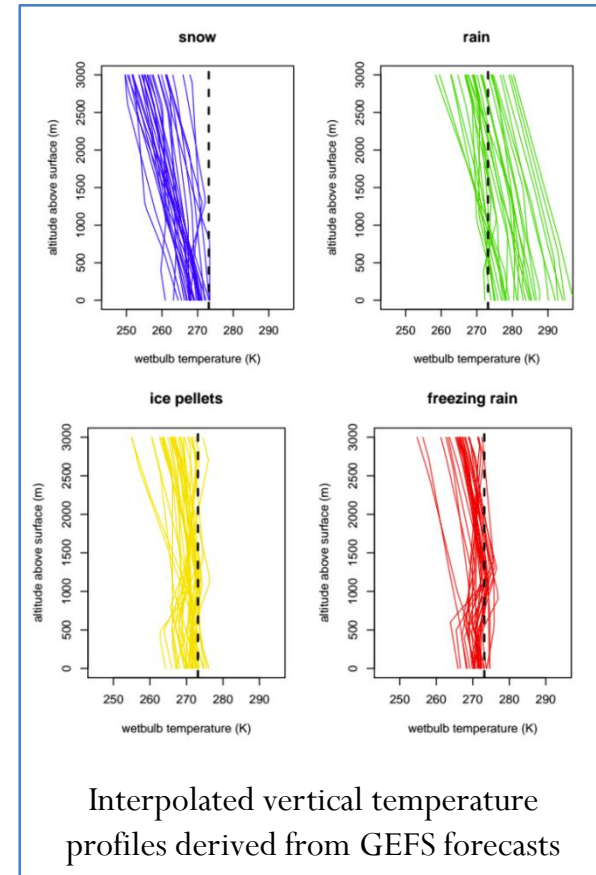 snow
rain
altitude above surface (m)
0 500 1000 1500 2000 2500 3000
250 260 270 280 290
wetbulb temperature (K)
altitude above surface (m)
0 500 1000 1500 2000 2500 3000
250 260 270 280 290
wetbulb temperature (K)
ice pellets
freezing rain
altitude above surface (m)
0 500 1000 1500 2000 2500 3000
250 260 270 280 290
wetbulb temperature (K)
altitude above surface (m)
0 500 1000 1500 2000 2500 3000
250 260 270 280 290
wetbulb temperature (K)
Interpolated vertical temperature
profiles derived from GEFS forecasts